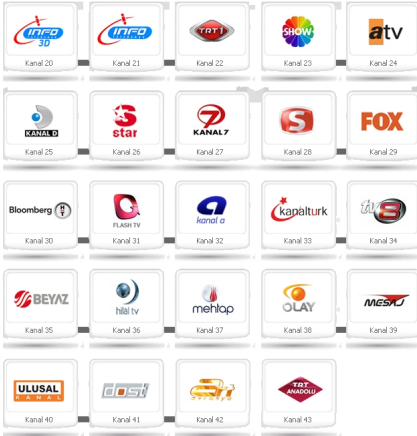 INFO 3D
INFO
TRT 1
SHOW
atv
Kanal 20
Kanal 21
Kanal 22
Kanal 23
Kanal 24
KANAL D
star
7
KANAL 7
S
FOX
Kanal 25
Kanal 26
Kanal 27
Kanal 28
Kanal 29
Bloomberg HT
FLASH TV
a
kanal a
kanaltürk
tv8
Kanal 30
Kanal 31
Kanal 32
Kanal 33
Kanal 34
BEYAZ
hilal tv
mehtap
OLAY
MESAJ
Kanal 35
Kanal 36
Kanal 37
Kanal 38
Kanal 39
ULUSAL
KANAL
dost
TRT
ANADOLU
Kanal 40
Kanal 41
Kanal 42
Kanal 43